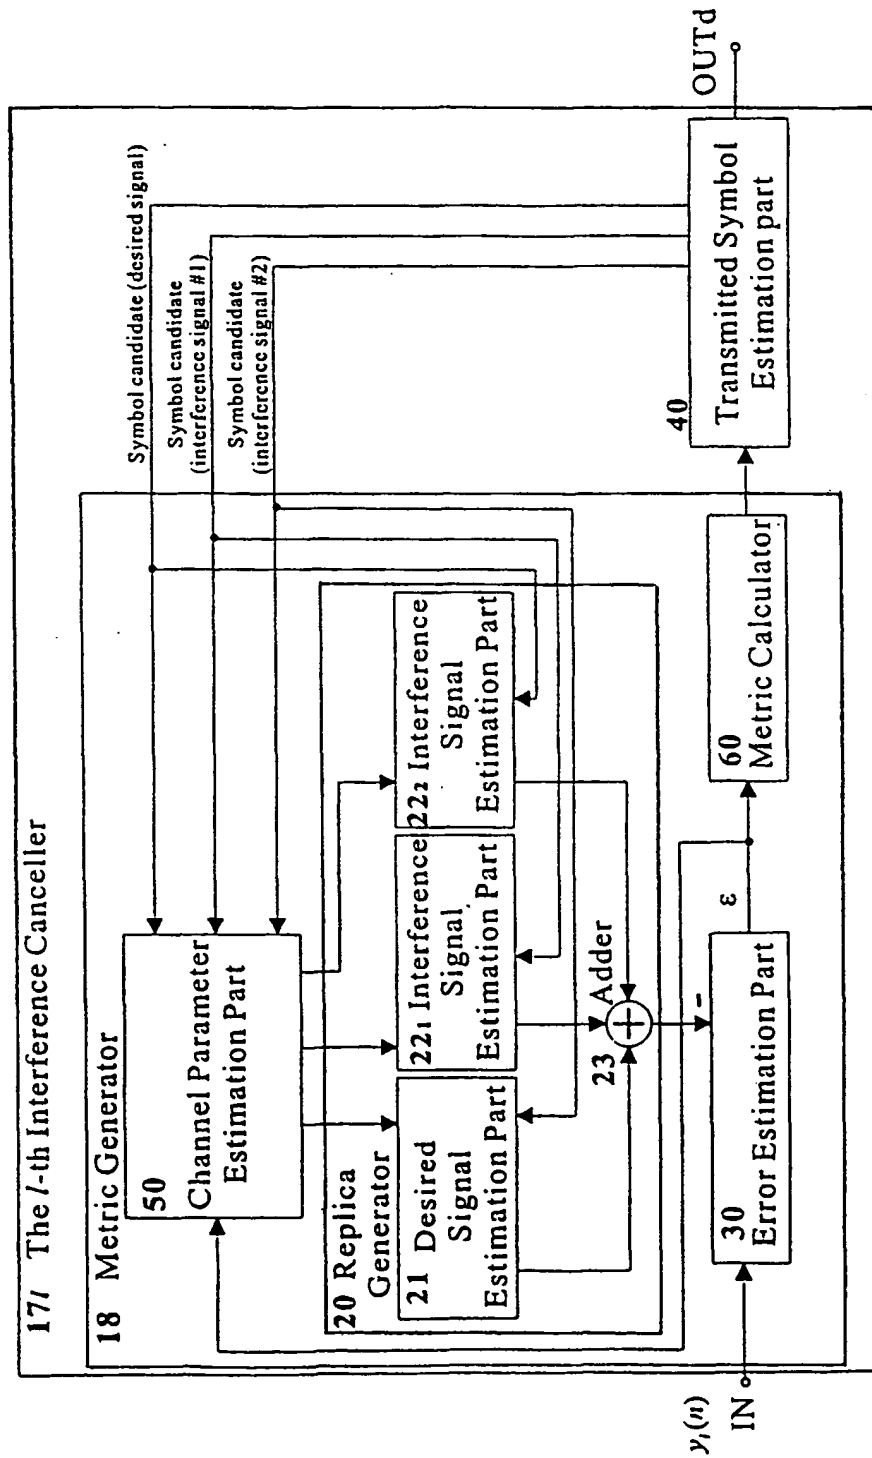 17l The l-th Interference Canceller
18 Metric Generator
50
Channel Parameter
Estimation Part
Symbol candidate (desired signal)
Symbol candidate
(interference signal #1)
Symbol candidate
(interference signal #2)
20 Replica
Generator
21 Desired
Signal
Estimation Part
22₁ Interference
Signal
Estimation Part
22₂ Interference
Signal
Estimation Part
23
Adder
+
-
yₗ(n)
IN
30
Error Estimation Part
ε
60
Metric Calculator
40
Transmitted Symbol
Estimation part
OUTd